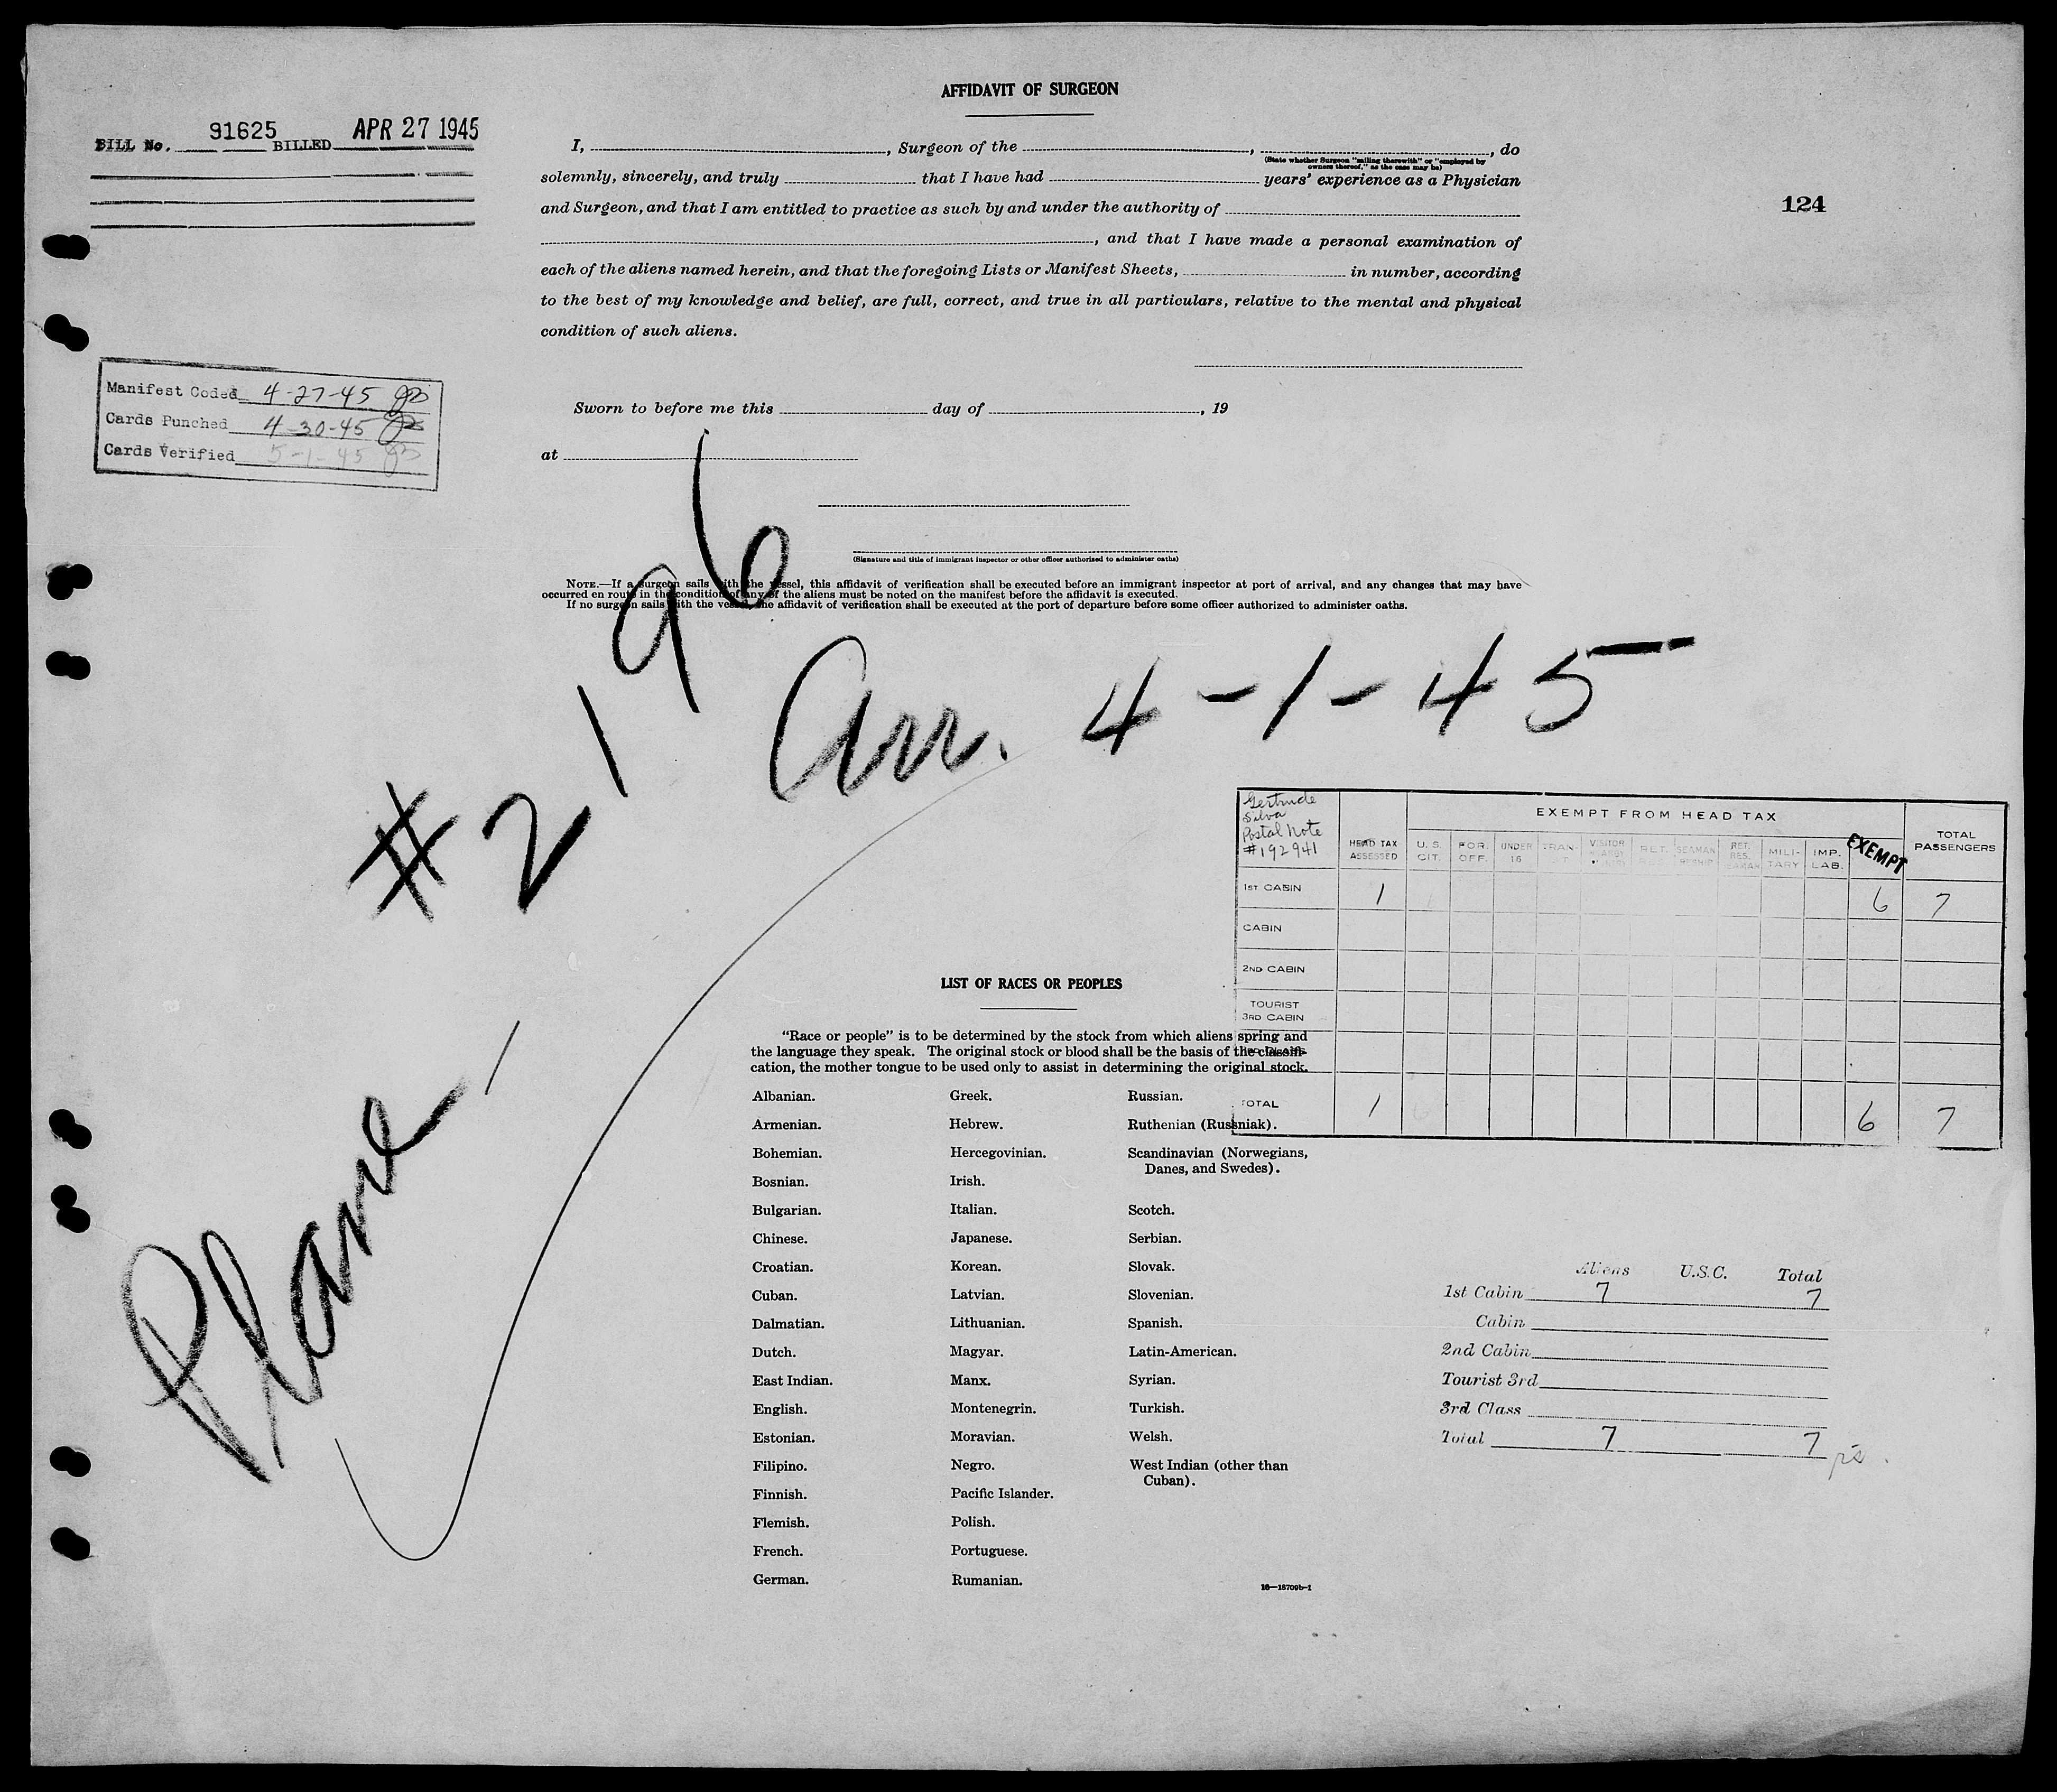 AFFIDAVIT OF SURGEON
BILL No. 91625 BILLED APR 27 1945
I, , Surgeon of the , , do
(State whether Surgeon "sailing therewith" or "employed by
owners thereof," as the case may be)
solemnly, sincerely, and truly that I have had years' experience as a Physician
and Surgeon, and that I am entitled to practice as such by and under the authority of
124
, and that I have made a personal examination of
each of the aliens named herein, and that the foregoing Lists or Manifest Sheets, in number, according
to the best of my knowledge and belief, are full, correct, and true in all particulars, relative to the mental and physical
condition of such aliens.
Manifest Coded 4-27-45
Cards Punched 4-30-45
Cards Verified 5-1-45
Sworn to before me this day of , 19
at
(Signature and title of immigrant inspector or other officer authorized to administer oaths)
NOTE.—If a surgeon sails with the vessel, this affidavit of verification shall be executed before an immigrant inspector at port of arrival, and any changes that may have
occurred en route in the condition of any of the aliens must be noted on the manifest before the affidavit is executed.
If no surgeon sails with the vessel, the affidavit of verification shall be executed at the port of departure before some officer authorized to administer oaths.
Plane - #2196
Arr. 4-1-45
Gertrude
Silva
Postal Note
#192941
HEAD TAX
ASSESSED
EXEMPT FROM HEAD TAX
U.S.
CIT.
FOR.
OFF.
UNDER
16
TRAN-
VISITOR
RET.
SEAMAN
RET.
RES.
MILI-
TARY
IMP.
LAB.
EXEMPT
TOTAL
PASSENGERS
1ST CABIN 1 6 7
CABIN
2ND CABIN
TOURIST
3RD CABIN
TOTAL 1 6 7
LIST OF RACES OR PEOPLES
"Race or people" is to be determined by the stock from which aliens spring and
the language they speak. The original stock or blood shall be the basis of the classifi-
cation, the mother tongue to be used only to assist in determining the original stock.
Albanian.
Armenian.
Bohemian.
Bosnian.
Bulgarian.
Chinese.
Croatian.
Cuban.
Dalmatian.
Dutch.
East Indian.
English.
Estonian.
Filipino.
Finnish.
Flemish.
French.
German.
Greek.
Hebrew.
Hercegovinian.
Irish.
Italian.
Japanese.
Korean.
Latvian.
Lithuanian.
Magyar.
Manx.
Montenegrin.
Moravian.
Negro.
Pacific Islander.
Polish.
Portuguese.
Rumanian.
Russian.
Ruthenian (Russniak).
Scandinavian (Norwegians,
Danes, and Swedes).
Scotch.
Serbian.
Slovak.
Slovenian.
Spanish.
Latin-American.
Syrian.
Turkish.
Welsh.
West Indian (other than
Cuban).
16—18709b-1
Aliens U.S.C. Total
1st Cabin 7 7
Cabin
2nd Cabin
Tourist 3rd
3rd Class
Total 7 7